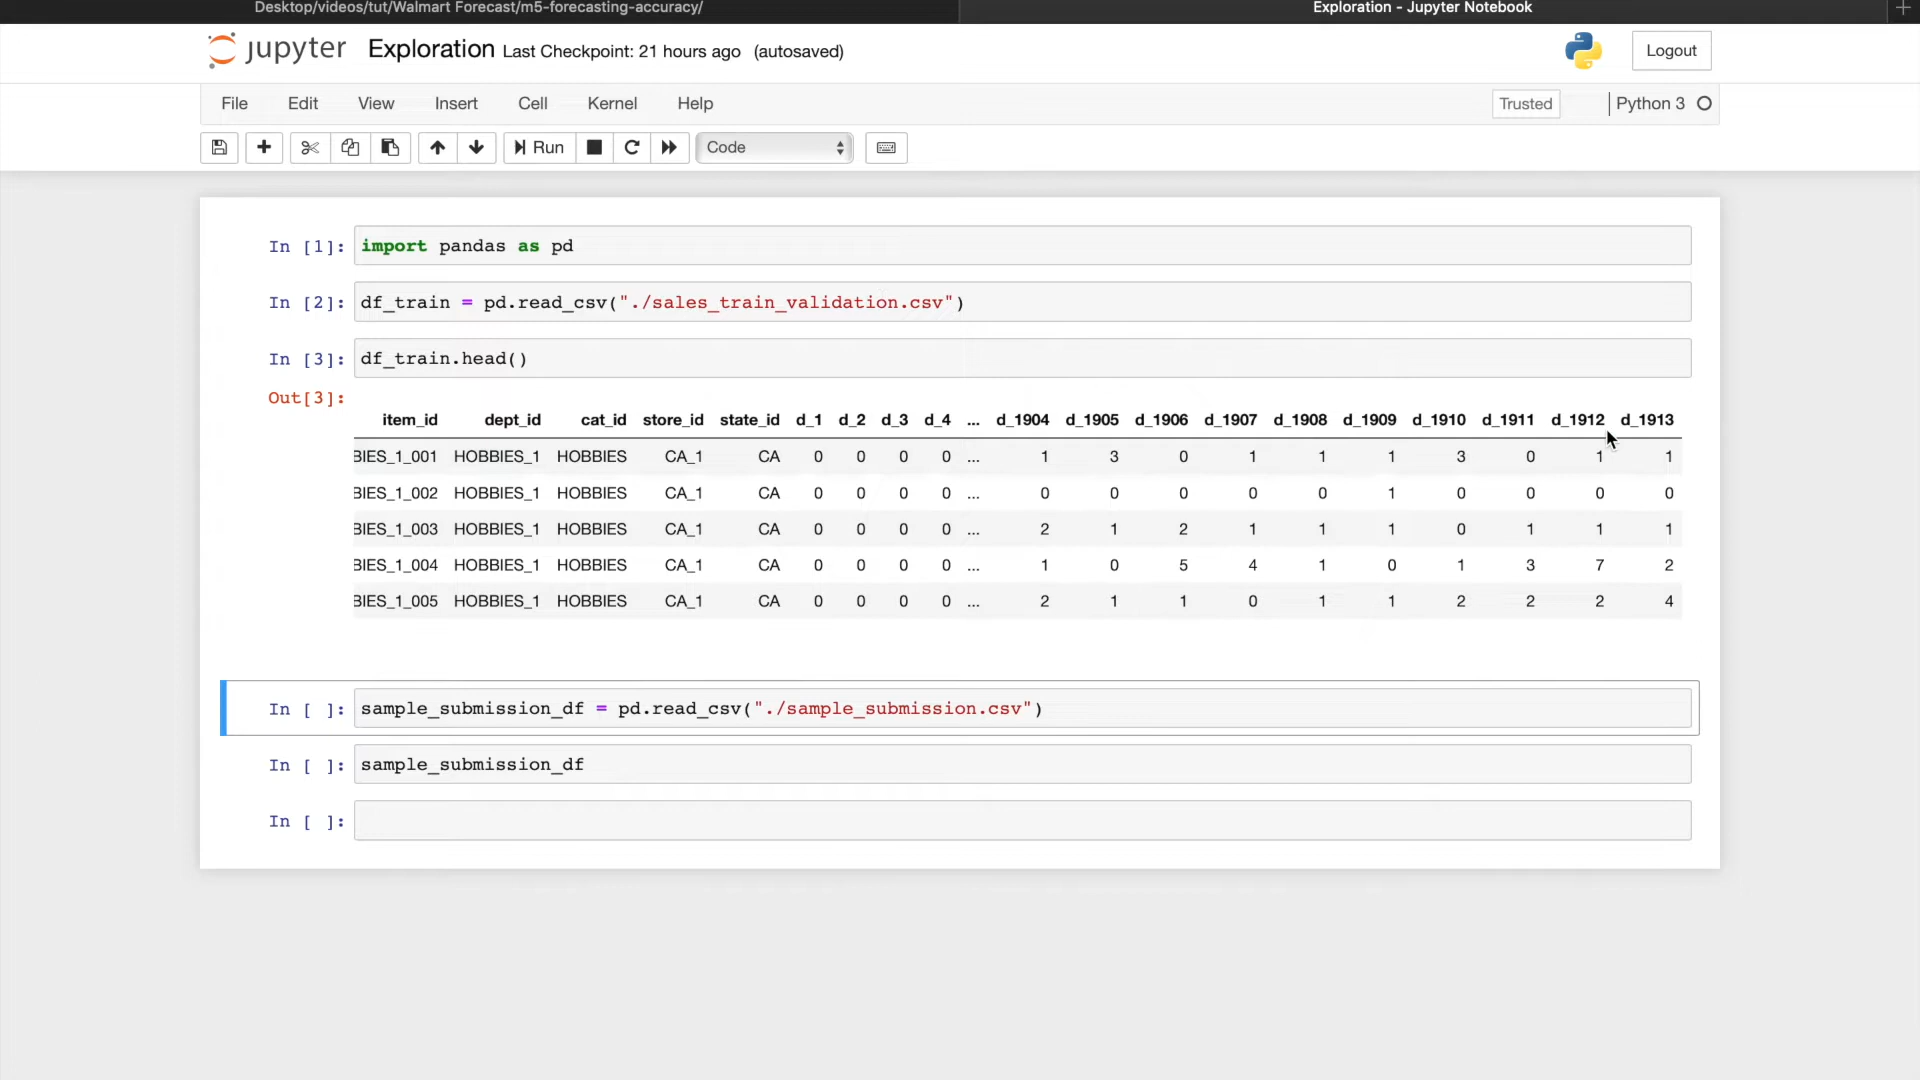 Desktop/videos/tut/Walmart Forecast/m5-forecasting-accuracy/ Exploration - Jupyter Notebook
jupyter Exploration Last Checkpoint: 21 hours ago (autosaved) Logout
File Edit View Insert Cell Kernel Help Trusted Python 3
Run Code
In [1]: import pandas as pd
In [2]: df_train = pd.read_csv("./sales_train_validation.csv")
In [3]: df_train.head()
Out[3]:
item_id dept_id cat_id store_id state_id d_1 d_2 d_3 d_4 ... d_1904 d_1905 d_1906 d_1907 d_1908 d_1909 d_1910 d_1911 d_1912 d_1913
BIES_1_001 HOBBIES_1 HOBBIES CA_1 CA 0 0 0 0 ... 1 3 0 1 1 1 3 0 1 1
BIES_1_002 HOBBIES_1 HOBBIES CA_1 CA 0 0 0 0 ... 0 0 0 0 0 1 0 0 0 0
BIES_1_003 HOBBIES_1 HOBBIES CA_1 CA 0 0 0 0 ... 2 1 2 1 1 1 0 1 1 1
BIES_1_004 HOBBIES_1 HOBBIES CA_1 CA 0 0 0 0 ... 1 0 5 4 1 0 1 3 7 2
BIES_1_005 HOBBIES_1 HOBBIES CA_1 CA 0 0 0 0 ... 2 1 1 0 1 1 2 2 2 4
In [ ]: sample_submission_df = pd.read_csv("./sample_submission.csv")
In [ ]: sample_submission_df
In [ ]: